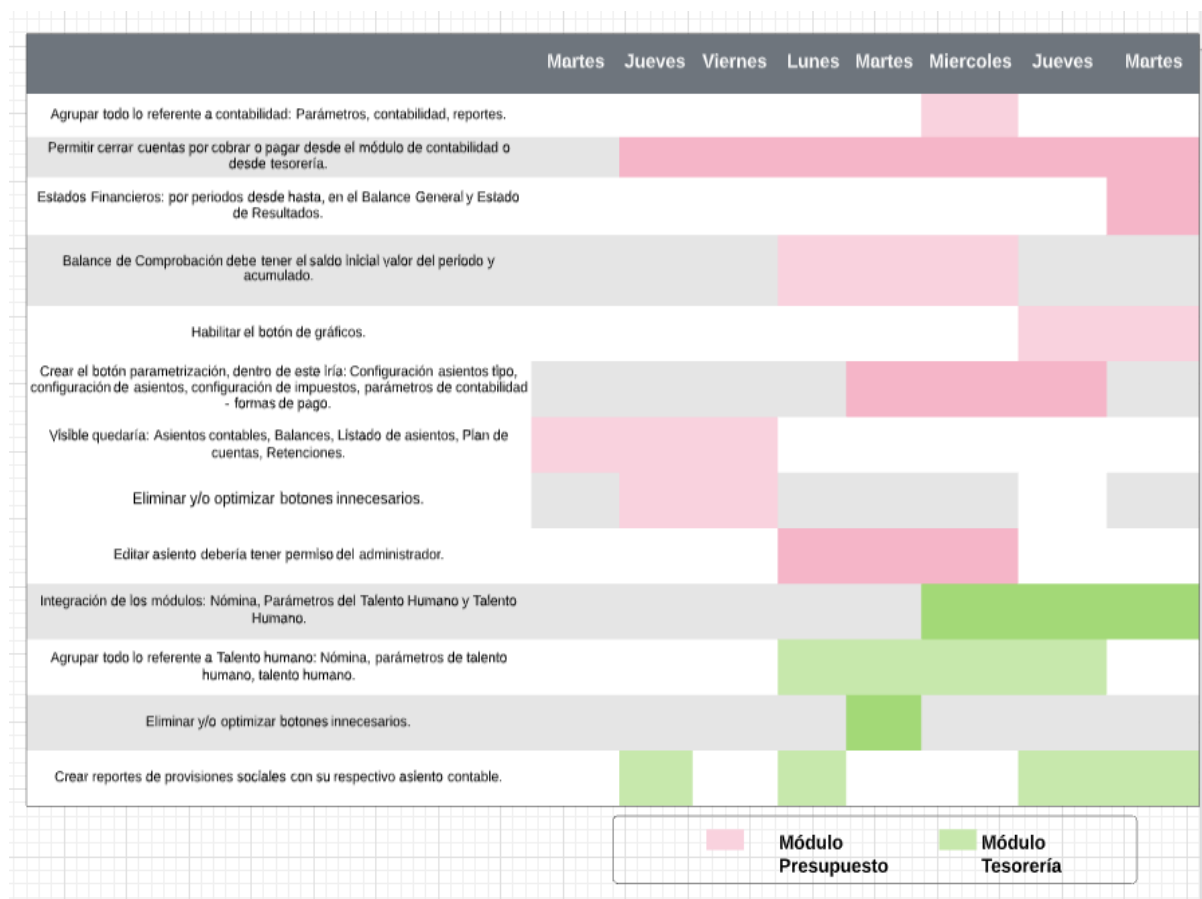 Martes Jueves Viernes Lunes Martes Miercoles Jueves Martes
Agrupar todo lo referente a contabilidad: Parámetros, contabilidad, reportes.
Permitir cerrar cuentas por cobrar o pagar desde el módulo de contabilidad o
desde tesorería.
Estados Financieros: por periodos desde hasta, en el Balance General y Estado
de Resultados.
Balance de Comprobación debe tener el saldo inicial valor del periodo y
acumulado.
Habilitar el botón de gráficos.
Crear el botón parametrización, dentro de este iría: Configuración asientos tipo,
configuración de asientos, configuración de impuestos, parámetros de contabilidad
- formas de pago.
Visible quedaría: Asientos contables, Balances, Listado de asientos, Plan de
cuentas, Retenciones.
Eliminar y/o optimizar botones innecesarios.
Editar asiento debería tener permiso del administrador.
Integración de los módulos: Nómina, Parámetros del Talento Humano y Talento
Humano.
Agrupar todo lo referente a Talento humano: Nómina, parámetros de talento
humano, talento humano.
Eliminar y/o optimizar botones innecesarios.
Crear reportes de provisiones sociales con su respectivo asiento contable.
Módulo
Presupuesto
Módulo
Tesorería